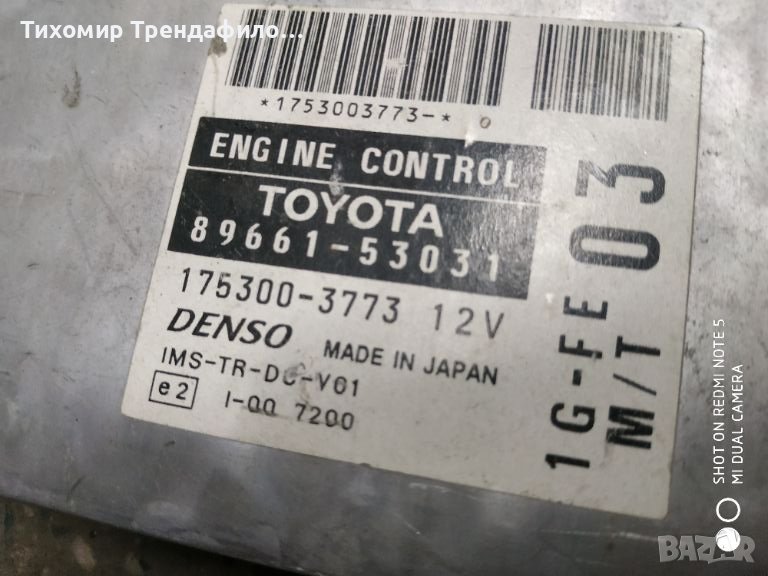 Тихомир Трендафило...
*1753003773-* 0
ENGINE CONTROL
TOYOTA
89661-53031
175300-3773 12V
DENSO MADE IN JAPAN
IMS-TR-DC-V01
e2 I-00 7200
1G-FE 03
M/T
SHOT ON REDMI NOTE 5
MI DUAL CAMERA
BAZAR